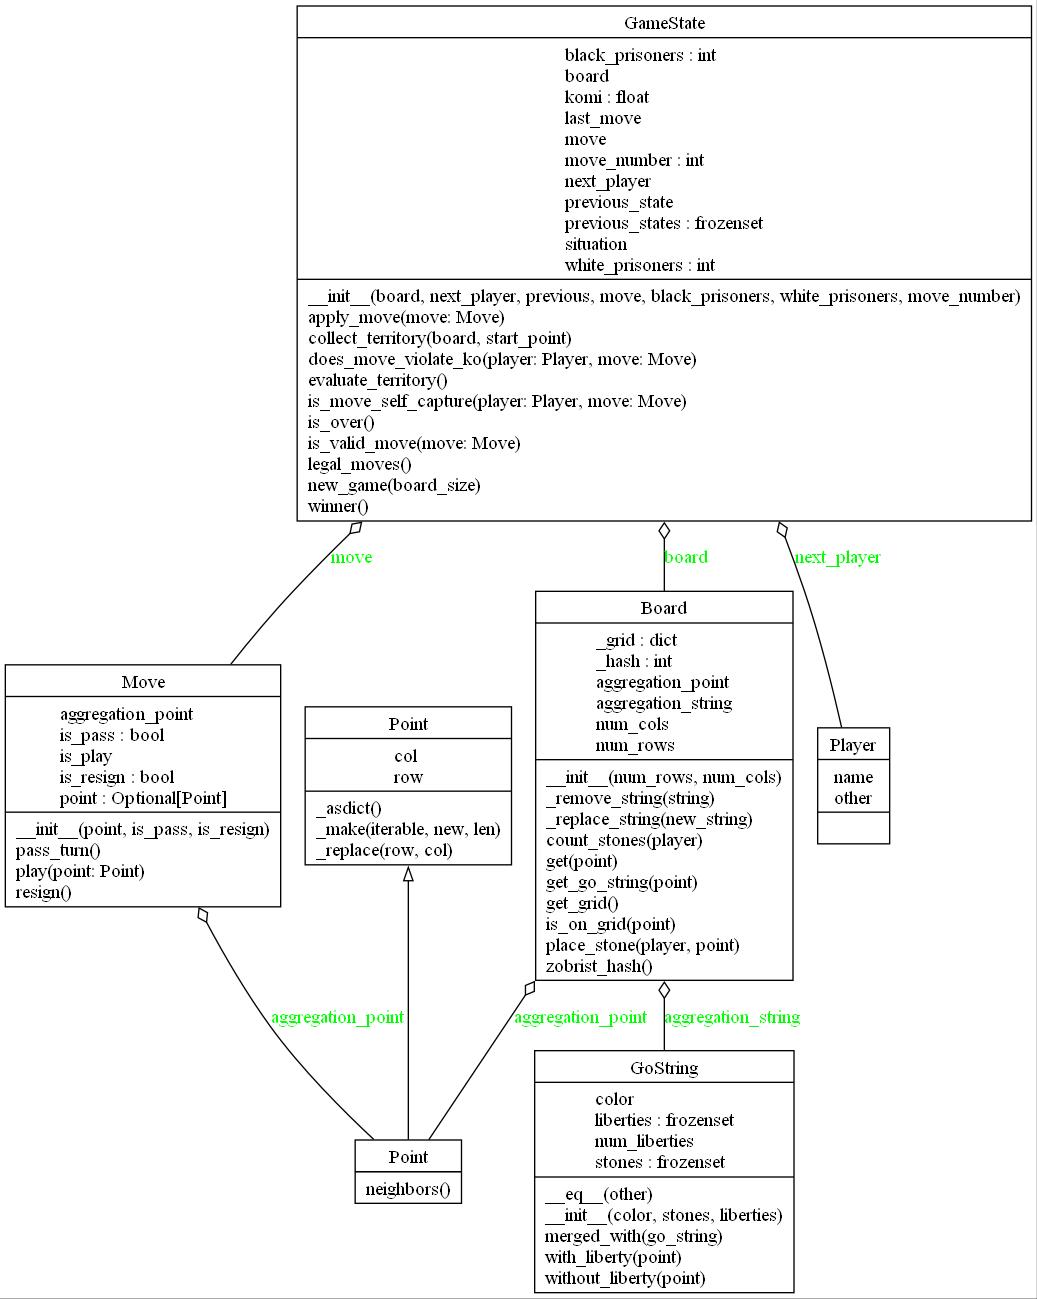 GameState
black_prisoners : int
board
komi : float
last_move
move
move_number : int
next_player
previous_state
previous_states : frozenset
situation
white_prisoners : int
__init__(board, next_player, previous, move, black_prisoners, white_prisoners, move_number)
apply_move(move: Move)
collect_territory(board, start_point)
does_move_violate_ko(player: Player, move: Move)
evaluate_territory()
is_move_self_capture(player: Player, move: Move)
is_over()
is_valid_move(move: Move)
legal_moves()
new_game(board_size)
winner()
move
board
next_player
Move
aggregation_point
is_pass : bool
is_play
is_resign : bool
point : Optional[Point]
__init__(point, is_pass, is_resign)
pass_turn()
play(point: Point)
resign()
Point
col
row
_asdict()
_make(iterable, new, len)
_replace(row, col)
Board
_grid : dict
_hash : int
aggregation_point
aggregation_string
num_cols
num_rows
__init__(num_rows, num_cols)
_remove_string(string)
_replace_string(new_string)
count_stones(player)
get(point)
get_go_string(point)
get_grid()
is_on_grid(point)
place_stone(player, point)
zobrist_hash()
Player
name
other
aggregation_point
aggregation_point
aggregation_string
Point
neighbors()
GoString
color
liberties : frozenset
num_liberties
stones : frozenset
__eq__(other)
__init__(color, stones, liberties)
merged_with(go_string)
with_liberty(point)
without_liberty(point)